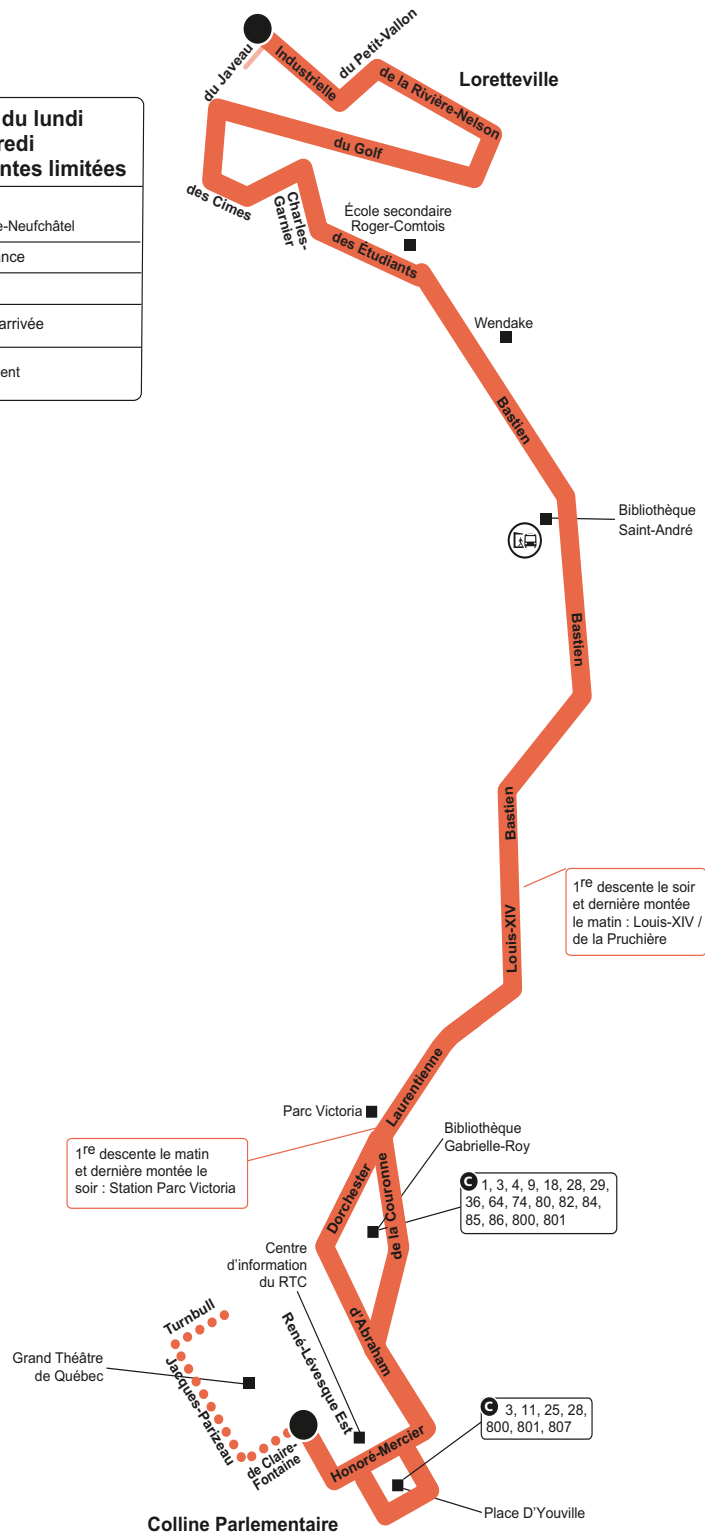 du lundi
redi
ntes limitées
e-Neufchâtel
ance
arrivée
ent
du Javeau
Industrielle
du Petit-Vallon
de la Rivière-Nelson
Loretteville
du Golf
des Cimes
Charles-
Garnier
École secondaire
Roger-Comtois
des Étudiants
Wendake
Bastien
Bibliothèque
Saint-André
Bastien
Bastien
1re descente le soir
et dernière montée
le matin : Louis-XIV /
de la Pruchière
Louis-XIV
Laurentienne
Parc Victoria
1re descente le matin
et dernière montée le
soir : Station Parc Victoria
Bibliothèque
Gabrielle-Roy
C 1, 3, 4, 9, 18, 28, 29,
36, 64, 74, 80, 82, 84,
85, 86, 800, 801
Dorchester
de la Couronne
Centre
d'information
du RTC
d'Abraham
Turnbull
René-Lévesque Est
Grand Théâtre
de Québec
Jacques-Parizeau
C 3, 11, 25, 28,
800, 801, 807
de Claire-
Fontaine
Honoré-Mercier
Place D'Youville
Colline Parlementaire